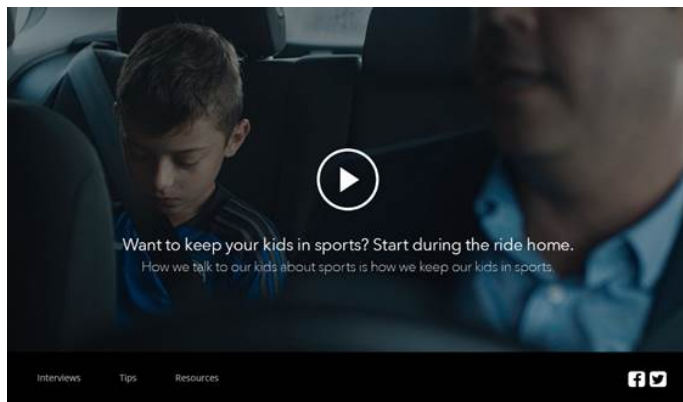 Want to keep your kids in sports? Start during the ride home.
How we talk to our kids about sports is how we keep our kids in sports.
Interviews
Tips
Resources